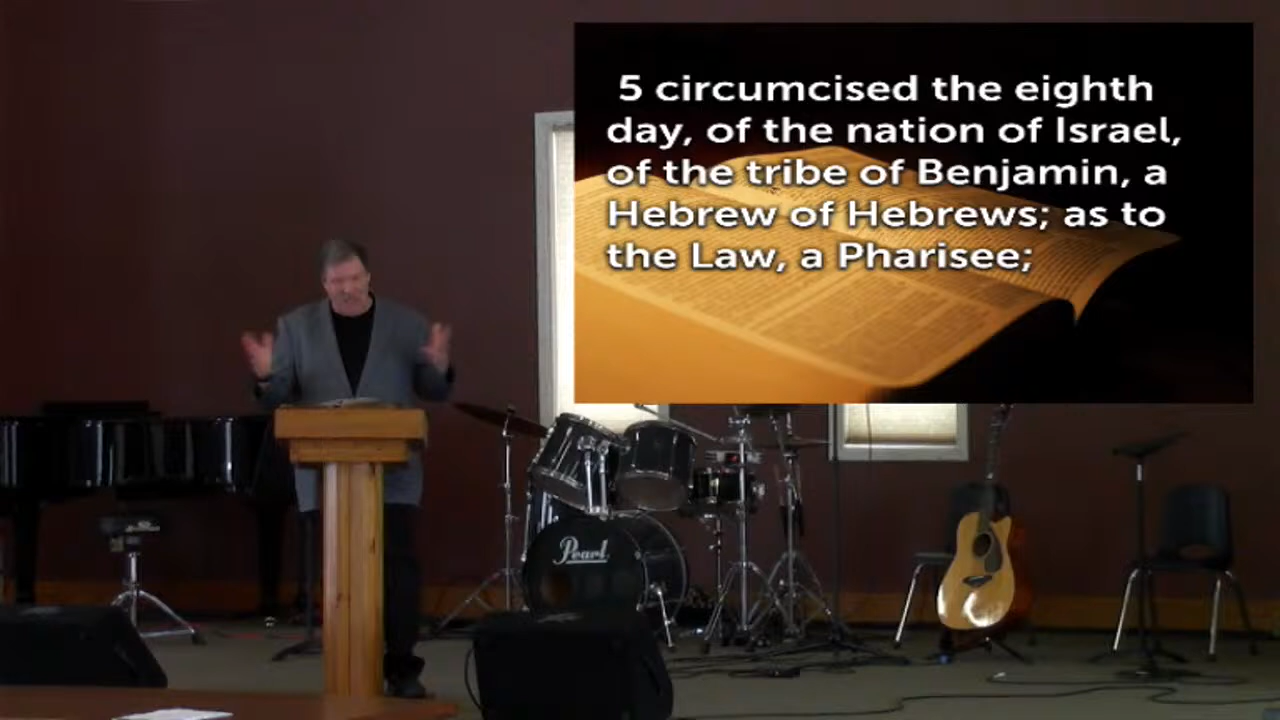 5 circumcised the eighth
day, of the nation of Israel,
of the tribe of Benjamin, a
Hebrew of Hebrews; as to
the Law, a Pharisee;
Pearl